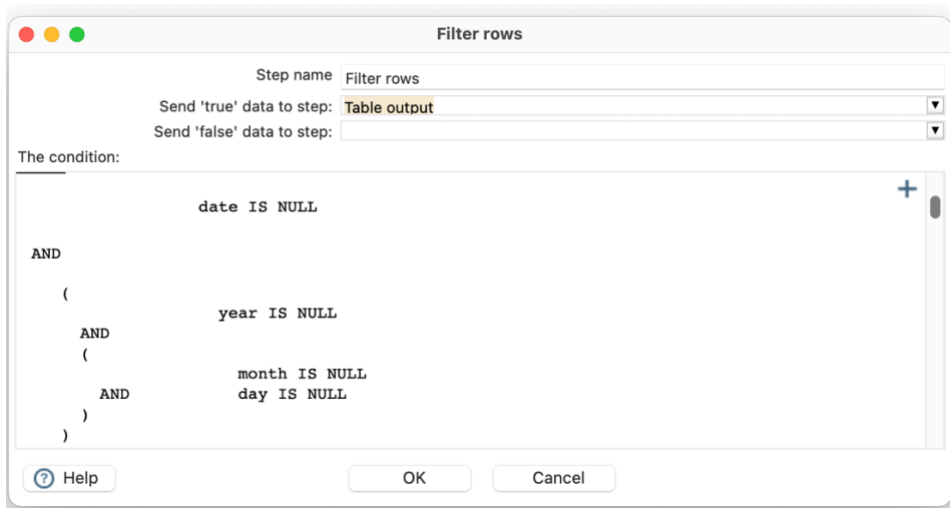 Filter rows
Step name Filter rows
Send 'true' data to step: Table output
Send 'false' data to step:
The condition:
date IS NULL
AND
(
year IS NULL
AND
(
month IS NULL
AND day IS NULL
)
)
? Help OK Cancel